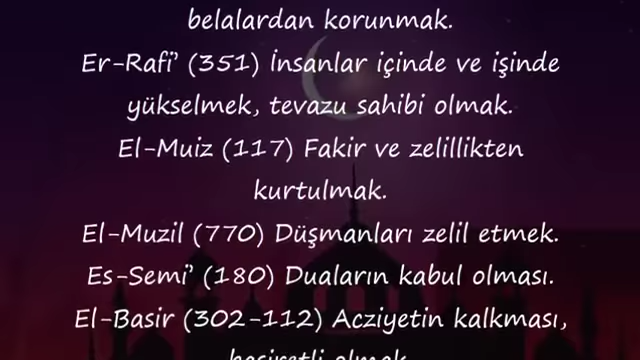 belalardan korunmak.
Er-Rafi' (351) İnsanlar içinde ve işinde
yükselmek, tevazu sahibi olmak.
El-Muiz (117) Fakir ve zelillikten
kurtulmak.
El-Muzil (770) Düşmanları zelil etmek.
Es-Semi' (180) Duaların kabul olması.
El-Basir (302-112) Acziyetin kalkması,
basiretli olmak